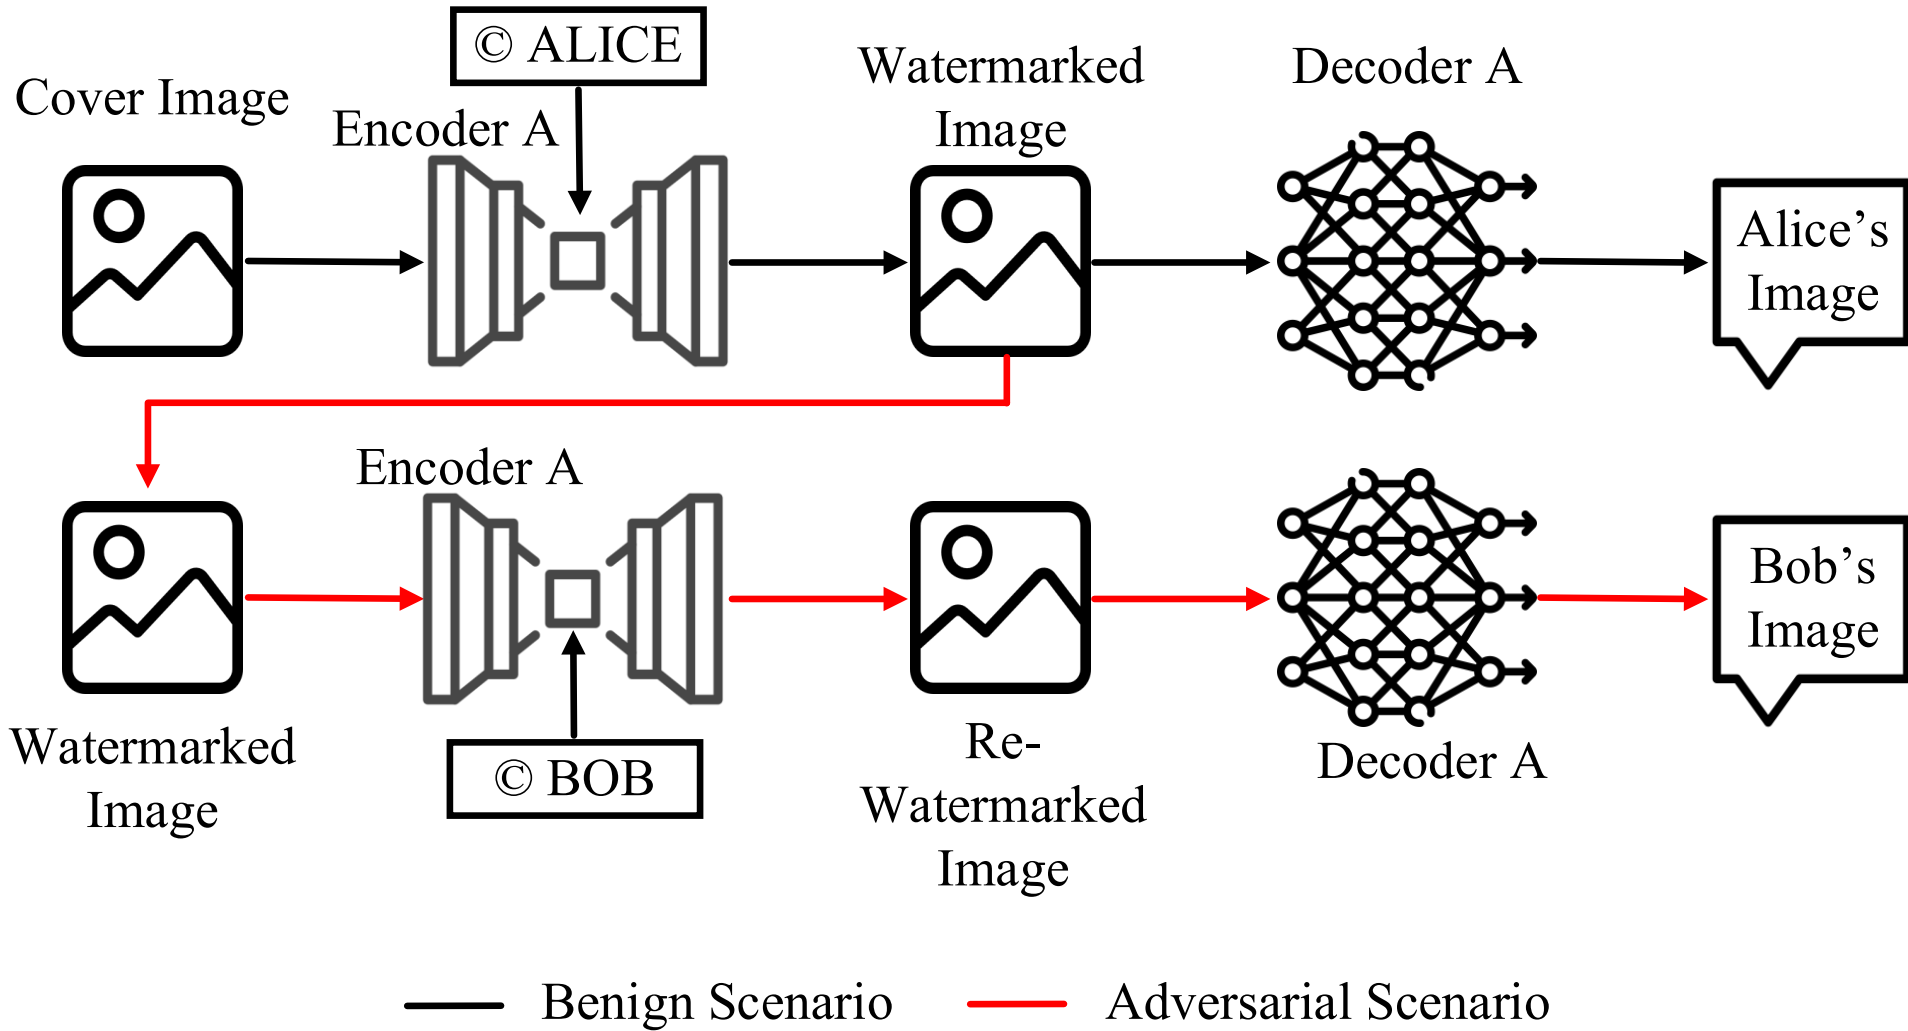 © ALICE
Cover Image
Encoder A
Watermarked
Image
Decoder A
Alice’s
Image
Encoder A
Watermarked
Image
© BOB
Re-
Watermarked
Image
Decoder A
Bob’s
Image
Benign Scenario
Adversarial Scenario